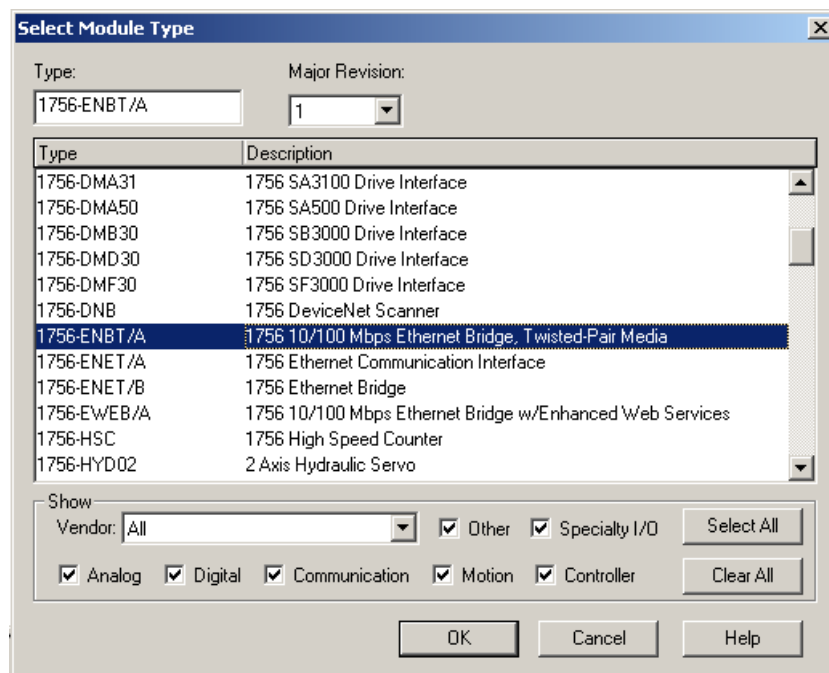 Select Module Type
Type: Major Revision:
1756-ENBT/A 1
Type Description
1756-DMA31 1756 SA3100 Drive Interface
1756-DMA50 1756 SA500 Drive Interface
1756-DMB30 1756 SB3000 Drive Interface
1756-DMD30 1756 SD3000 Drive Interface
1756-DMF30 1756 SF3000 Drive Interface
1756-DNB 1756 DeviceNet Scanner
1756-ENBT/A 1756 10/100 Mbps Ethernet Bridge, Twisted-Pair Media
1756-ENET/A 1756 Ethernet Communication Interface
1756-ENET/B 1756 Ethernet Bridge
1756-EWEB/A 1756 10/100 Mbps Ethernet Bridge w/Enhanced Web Services
1756-HSC 1756 High Speed Counter
1756-HYD02 2 Axis Hydraulic Servo
Show
Vendor: All Other Specialty I/O Select All
Analog Digital Communication Motion Controller Clear All
OK Cancel Help